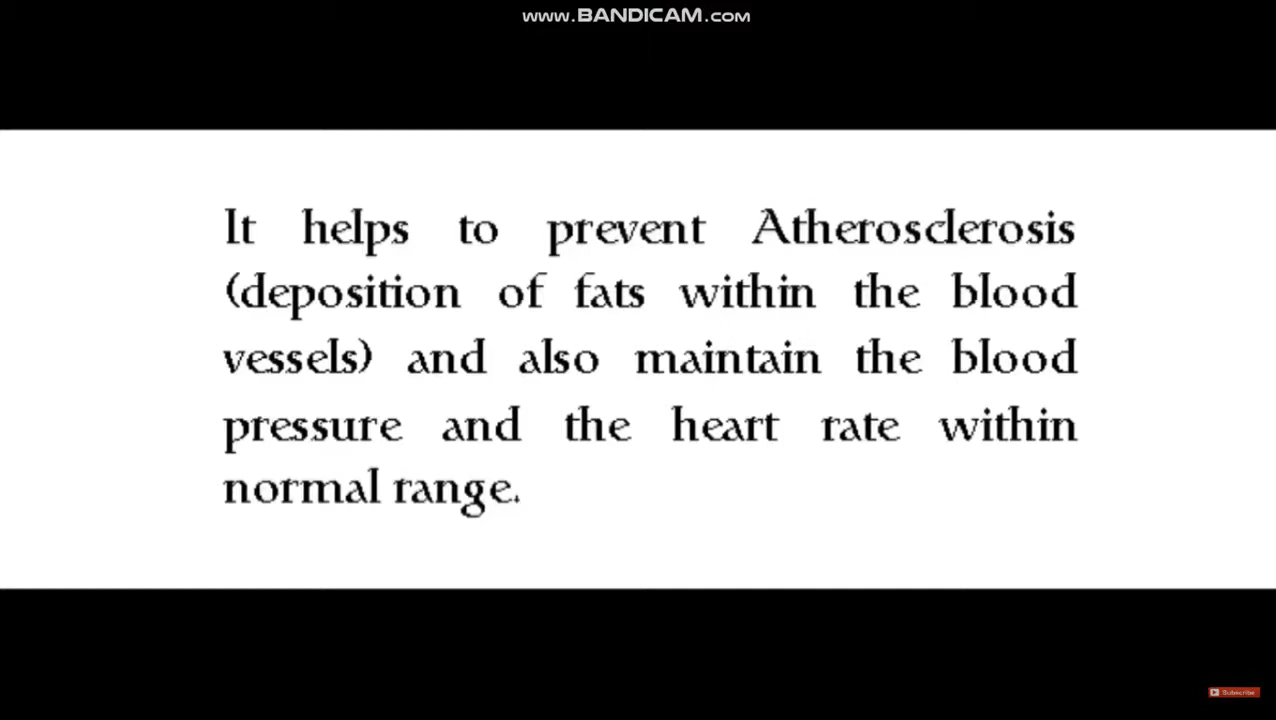 www.BANDICAM.com
It helps to prevent Atherosclerosis
(deposition of fats within the blood
vessels) and also maintain the blood
pressure and the heart rate within
normal range.
Subscribe